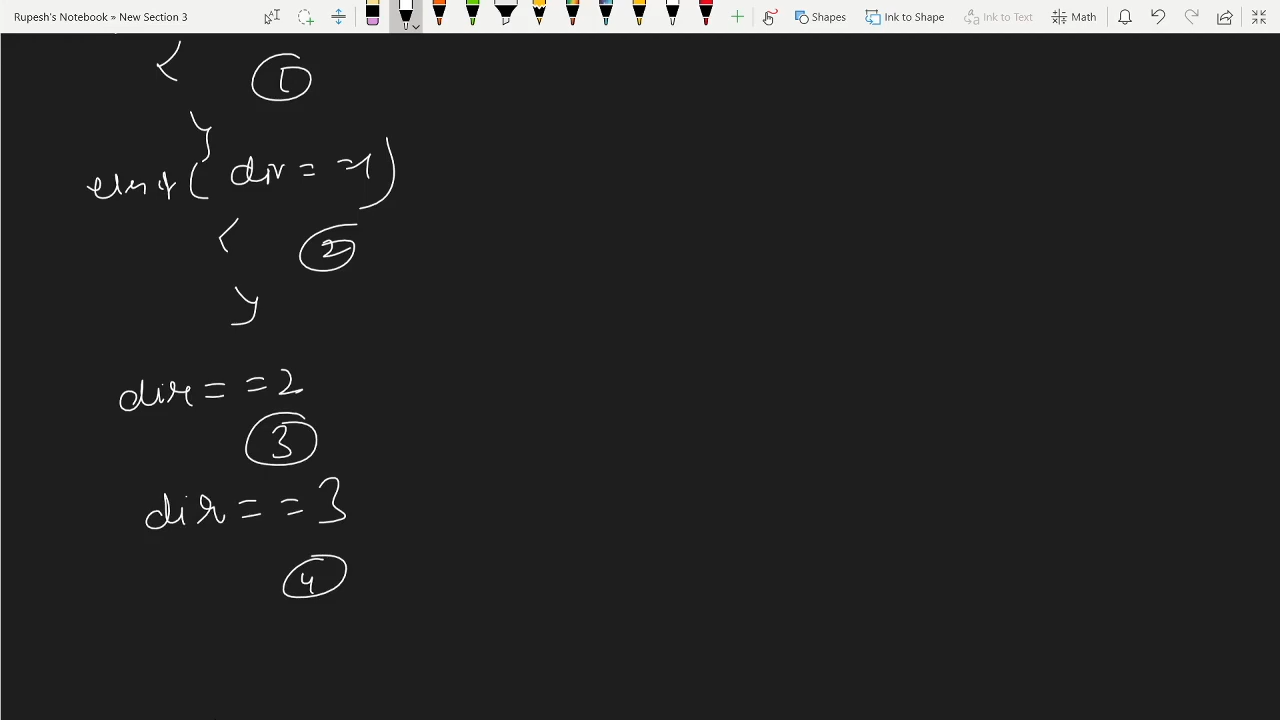 Rupesh's Notebook » New Section 3
Shapes
Ink to Shape
Ink to Text
Math
{
1
}
elseif( dir==1)
{
2
}
dir==2
3
dir==3
4